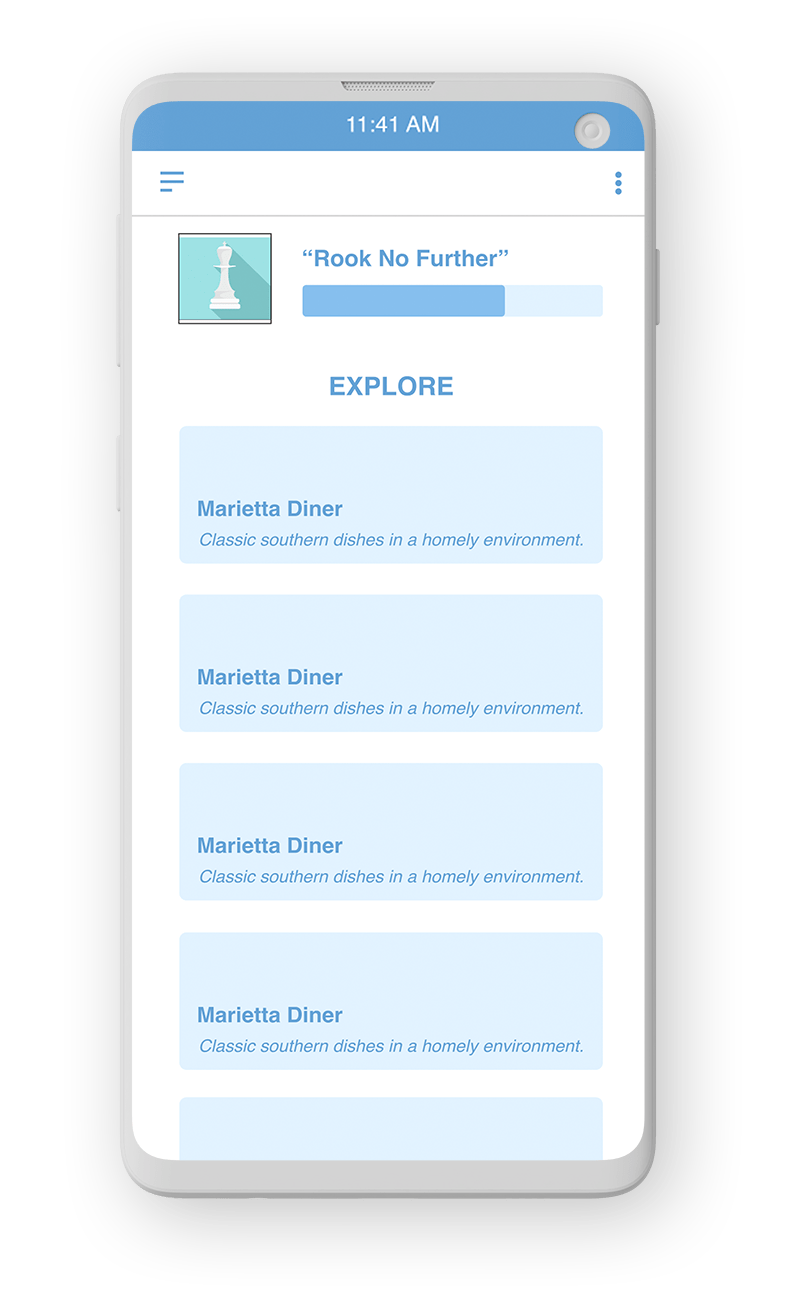 11:41 AM
“Rook No Further”
EXPLORE
Marietta Diner
Classic southern dishes in a homely environment.
Marietta Diner
Classic southern dishes in a homely environment.
Marietta Diner
Classic southern dishes in a homely environment.
Marietta Diner
Classic southern dishes in a homely environment.